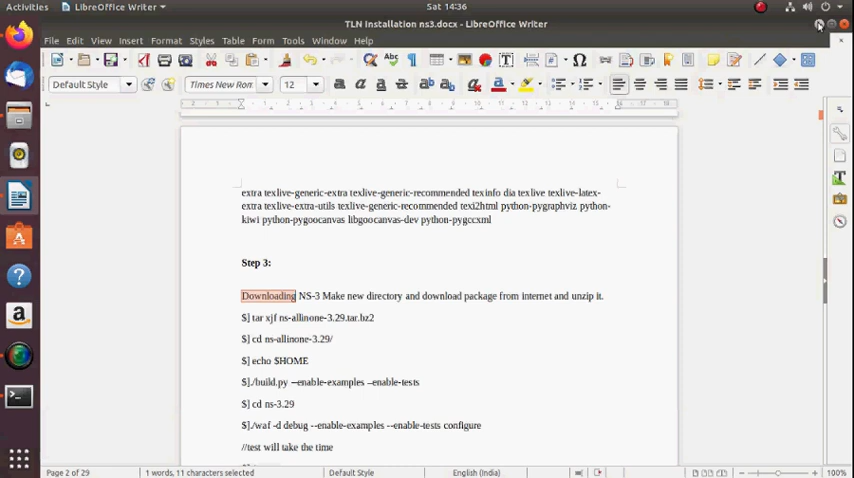 Activities
LibreOffice Writer
Sat 14:36
TLN Installation ns3.docx - LibreOffice Writer
File Edit View Insert Format Styles Table Form Tools Window Help
Default Style
Times New Rom
12
extra texlive-generic-extra texlive-generic-recommended texinfo dia texlive texlive-latex-
extra texlive-extra-utils texlive-generic-recommended texi2html python-pygraphviz python-
kiwi python-pygoocanvas libgoocanvas-dev python-pygccxml
Step 3:
Downloading NS-3 Make new directory and download package from internet and unzip it.
$] tar xjf ns-allinone-3.29.tar.bz2
$] cd ns-allinone-3.29/
$] echo $HOME
$]./build.py –enable-examples –enable-tests
$] cd ns-3.29
$]./waf -d debug --enable-examples --enable-tests configure
//test will take the time
Page 2 of 29
1 words, 11 characters selected
Default Style
English (India)
100%